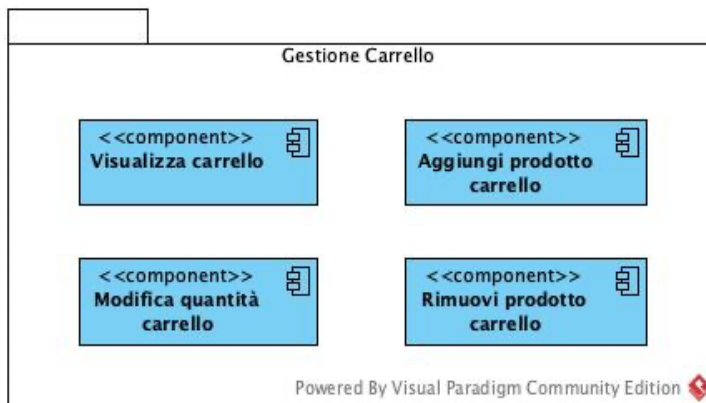 Gestione Carrello
<<component>>
Visualizza carrello
<<component>>
Aggiungi prodotto
carrello
<<component>>
Modifica quantità
carrello
<<component>>
Rimuovi prodotto
carrello
Powered By Visual Paradigm Community Edition